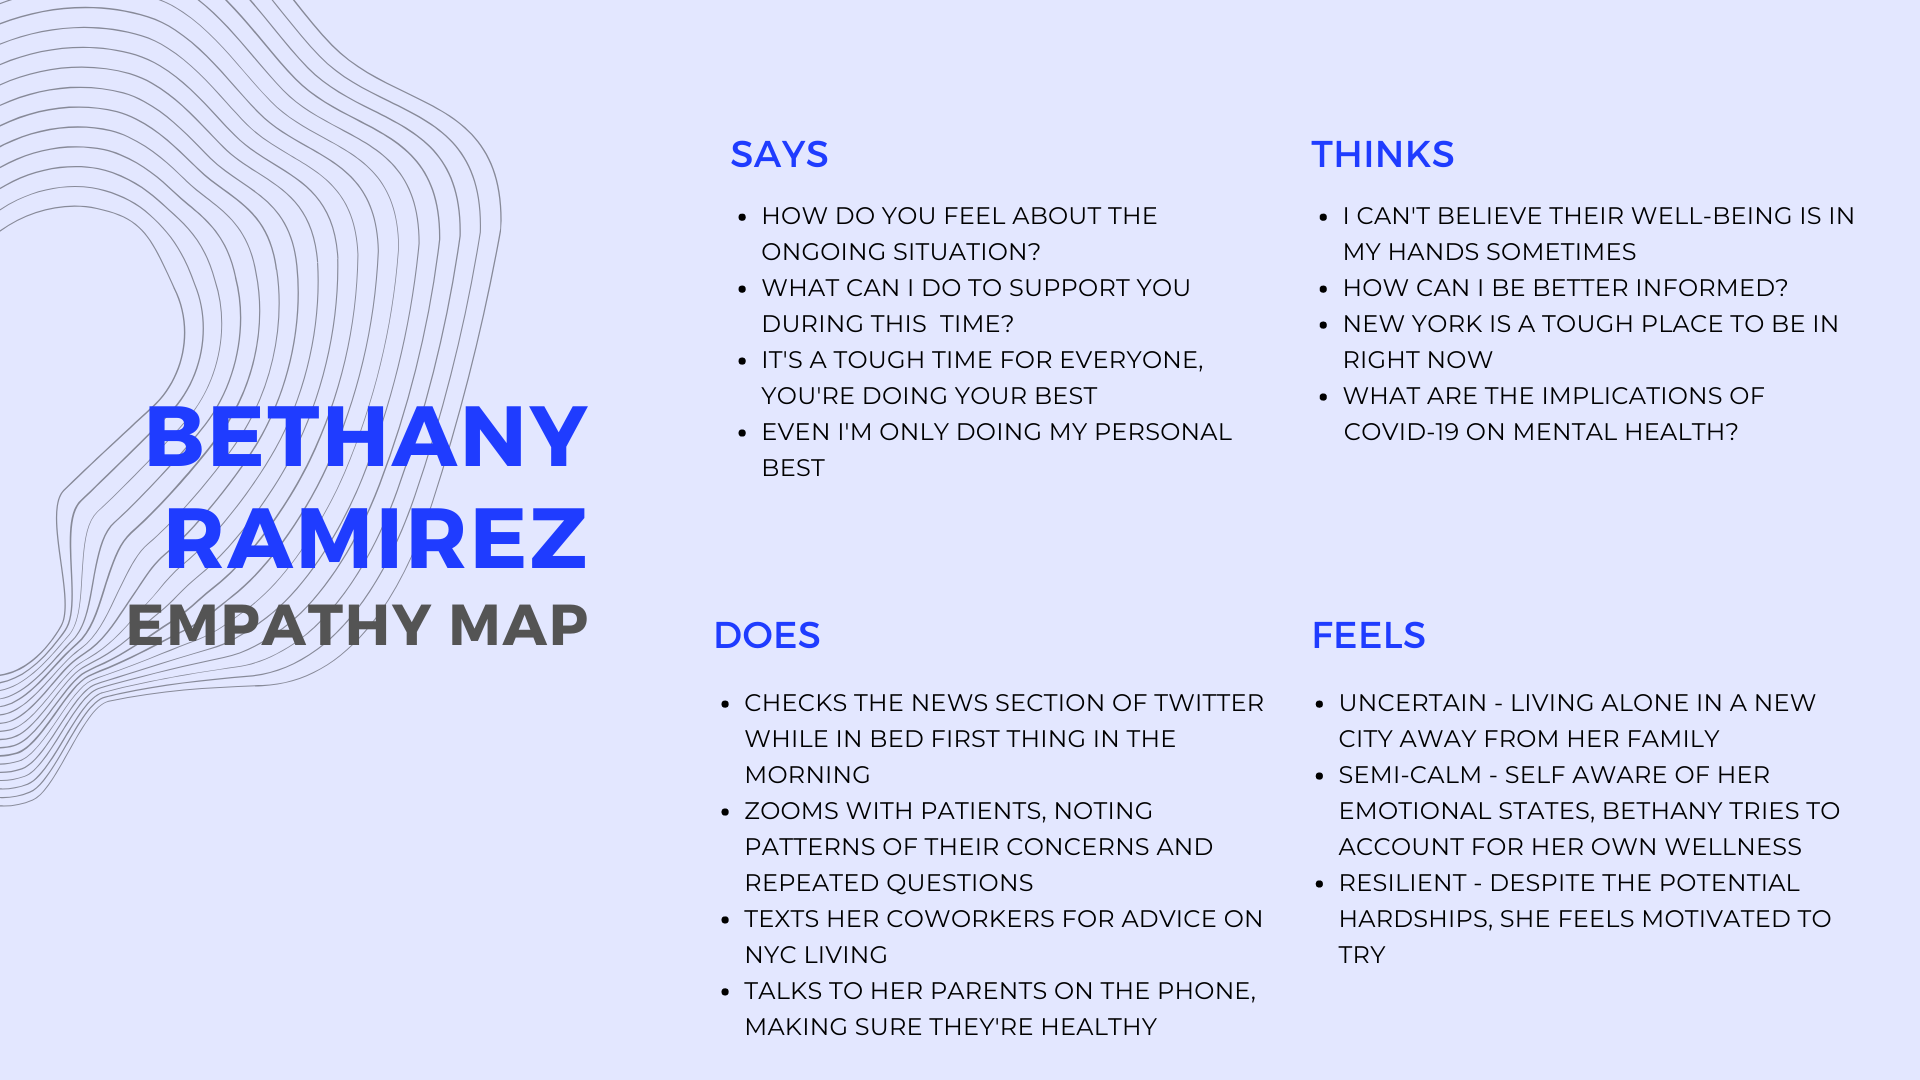 BETHANY
RAMIREZ
EMPATHY MAP
SAYS
• HOW DO YOU FEEL ABOUT THE
ONGOING SITUATION?
• WHAT CAN I DO TO SUPPORT YOU
DURING THIS  TIME?
• IT'S A TOUGH TIME FOR EVERYONE,
YOU'RE DOING YOUR BEST
• EVEN I'M ONLY DOING MY PERSONAL
BEST
THINKS
• I CAN'T BELIEVE THEIR WELL-BEING IS IN
MY HANDS SOMETIMES
• HOW CAN I BE BETTER INFORMED?
• NEW YORK IS A TOUGH PLACE TO BE IN
RIGHT NOW
• WHAT ARE THE IMPLICATIONS OF
COVID-19 ON MENTAL HEALTH?
DOES
• CHECKS THE NEWS SECTION OF TWITTER
WHILE IN BED FIRST THING IN THE
MORNING
• ZOOMS WITH PATIENTS, NOTING
PATTERNS OF THEIR CONCERNS AND
REPEATED QUESTIONS
• TEXTS HER COWORKERS FOR ADVICE ON
NYC LIVING
• TALKS TO HER PARENTS ON THE PHONE,
MAKING SURE THEY'RE HEALTHY
FEELS
• UNCERTAIN - LIVING ALONE IN A NEW
CITY AWAY FROM HER FAMILY
• SEMI-CALM - SELF AWARE OF HER
EMOTIONAL STATES, BETHANY TRIES TO
ACCOUNT FOR HER OWN WELLNESS
• RESILIENT - DESPITE THE POTENTIAL
HARDSHIPS, SHE FEELS MOTIVATED TO
TRY